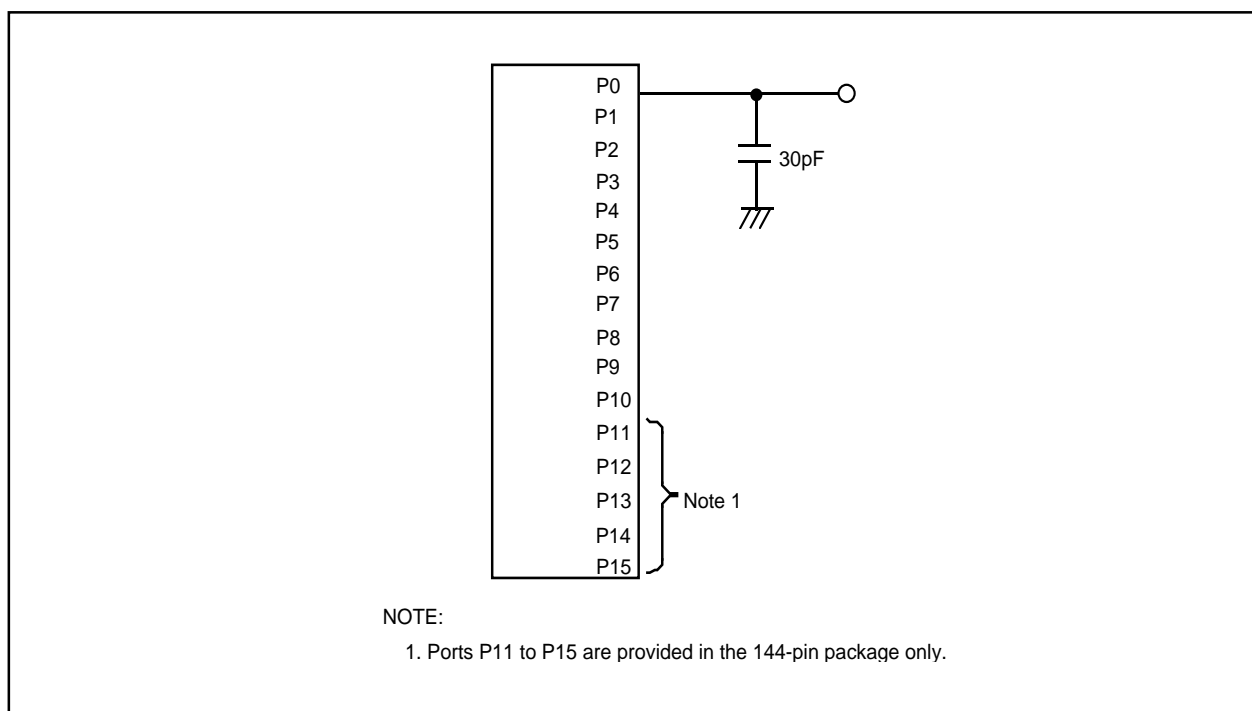 P0
P1
P2
30pF
P3
P4
P5
P6
P7
P8
P9
P10
P11
P12
P13
Note 1
P14
P15
NOTE:
1. Ports P11 to P15 are provided in the 144-pin package only.